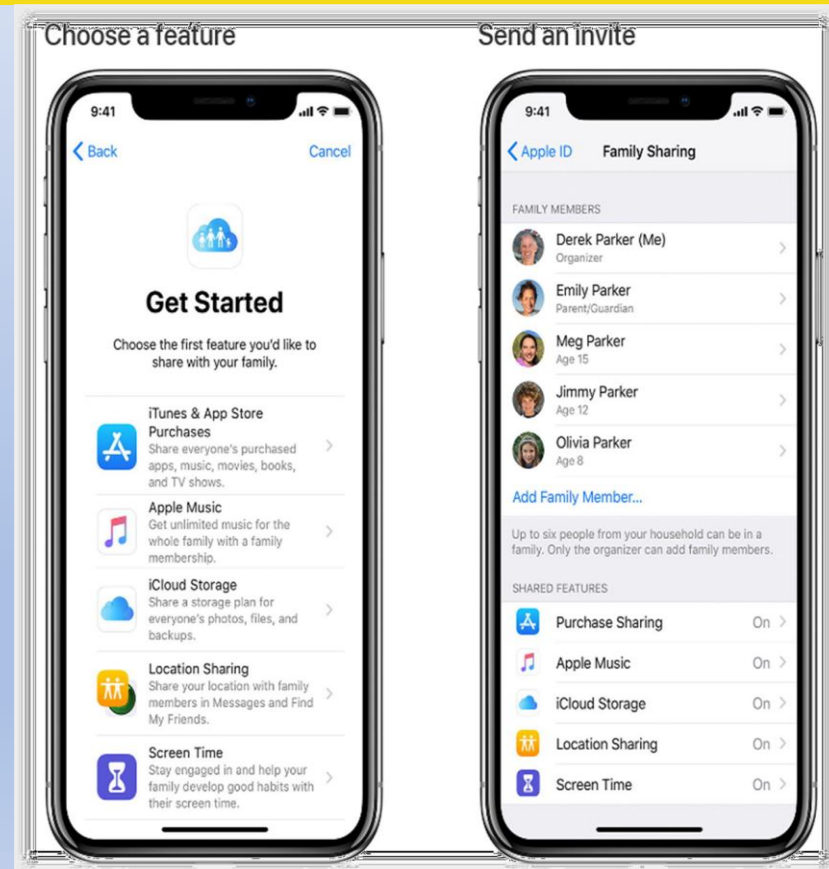 Choose a feature
9:41
Back
Cancel
Get Started
Choose the first feature you'd like to
share with your family.
iTunes & App Store
Purchases
Share everyone's purchased
apps, music, movies, books,
and TV shows.
Apple Music
Get unlimited music for the
whole family with a family
membership.
iCloud Storage
Share a storage plan for
everyone's photos, files, and
backups.
Location Sharing
Share your location with family
members in Messages and Find
My Friends.
Screen Time
Stay engaged in and help your
family develop good habits with
their screen time.
Send an invite
9:41
Apple ID
Family Sharing
FAMILY MEMBERS
Derek Parker (Me)
Organizer
Emily Parker
Parent/Guardian
Meg Parker
Age 15
Jimmy Parker
Age 12
Olivia Parker
Age 8
Add Family Member...
Up to six people from your household can be in a
family. Only the organizer can add family members.
SHARED FEATURES
Purchase Sharing On
Apple Music On
iCloud Storage On
Location Sharing On
Screen Time On